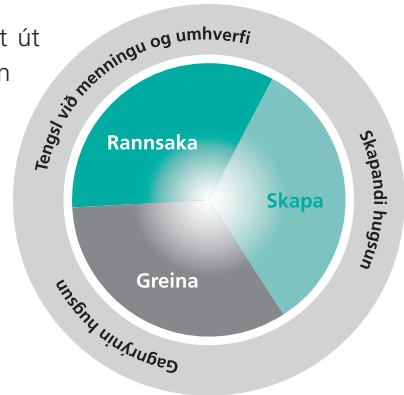 t út
Tengsl við menningu og umhverfi
Rannsaka
Skapa
Greina
Skapandi hugsun
Gagnrýnin hugsun